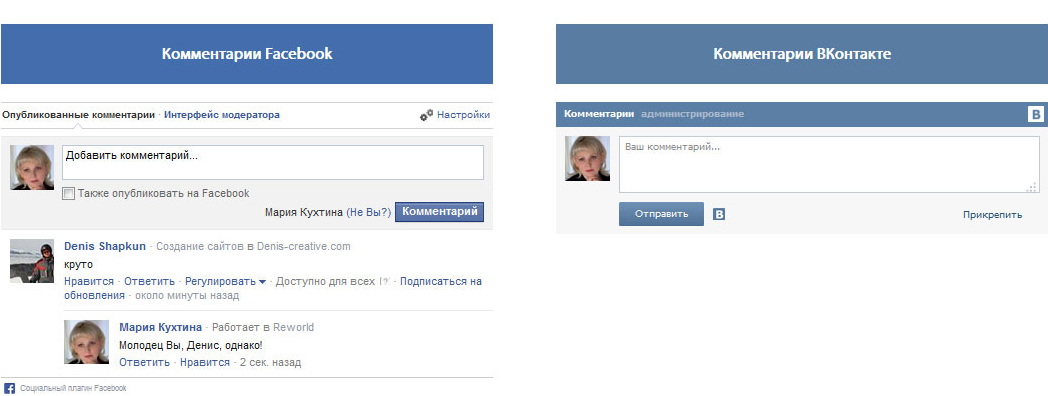 Комментарии Facebook
Опубликованные комментарии · Интерфейс модератора Настройки
Добавить комментарий...
Также опубликовать на Facebook
Мария Кухтина (Не Вы?) Комментарий
Denis Shapkun · Создание сайтов в Denis-creative.com
круто
Нравится · Ответить · Регулировать · Доступно для всех [?] · Подписаться на
обновления · около минуты назад
Мария Кухтина · Работает в Reworld
Молодец Вы, Денис, однако!
Ответить · Нравится · 2 сек. назад
Социальный плагин Facebook
Комментарии ВКонтакте
Комментарии администрирование B
Ваш комментарий...
Отправить B Прикрепить